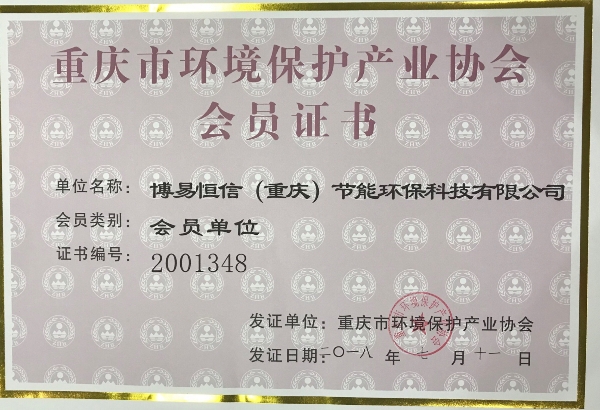 重庆市环境保护产业协会
会员证书
单位名称：博易恒信（重庆）节能环保科技有限公司
会员类别：会员单位
证书编号：2001348
发证单位：重庆市环境保护产业协会
发证日期：二〇一八 年 七 月 十一 日